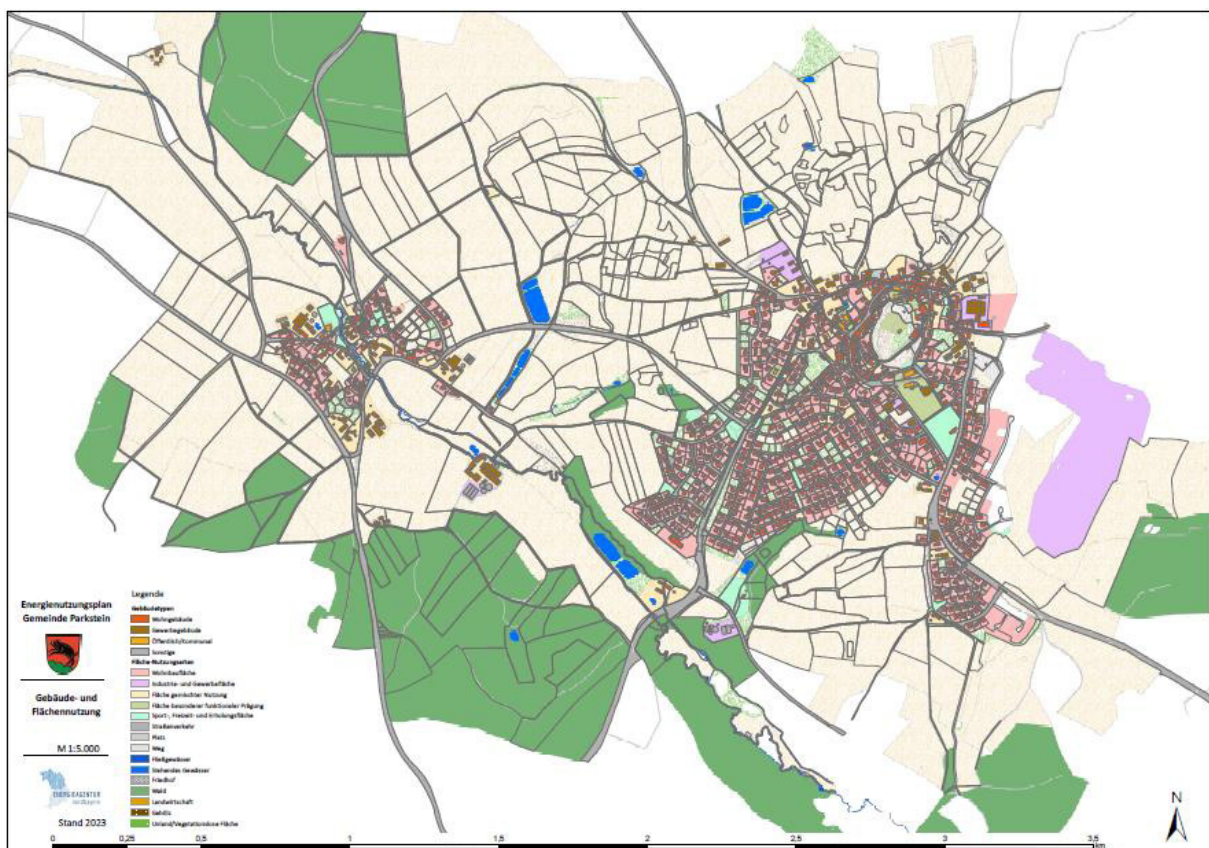 Energienutzungsplan
Gemeinde Parkstein
Gebäude- und
Flächennutzung
M 1:5.000
ENERGIEAGENTUR
nordbayern
Stand 2023
Legende
Gebäudetypen
Wohngebäude
Gewerbegebäude
Öffentlich/Kommunal
Sonstige
Fläche-Nutzungsarten
Wohnbaufläche
Industrie- und Gewerbefläche
Fläche gemischter Nutzung
Fläche besonderer funktionaler Prägung
Sport-, Freizeit- und Erholungsfläche
Straßenverkehr
Platz
Weg
Fließgewässer
Stehendes Gewässer
Friedhof
Wald
Landwirtschaft
Gehölz
Unland/Vegetationslose Fläche
N
0 0,25 0,5 1 1,5 2 2,5 3 3,5
km